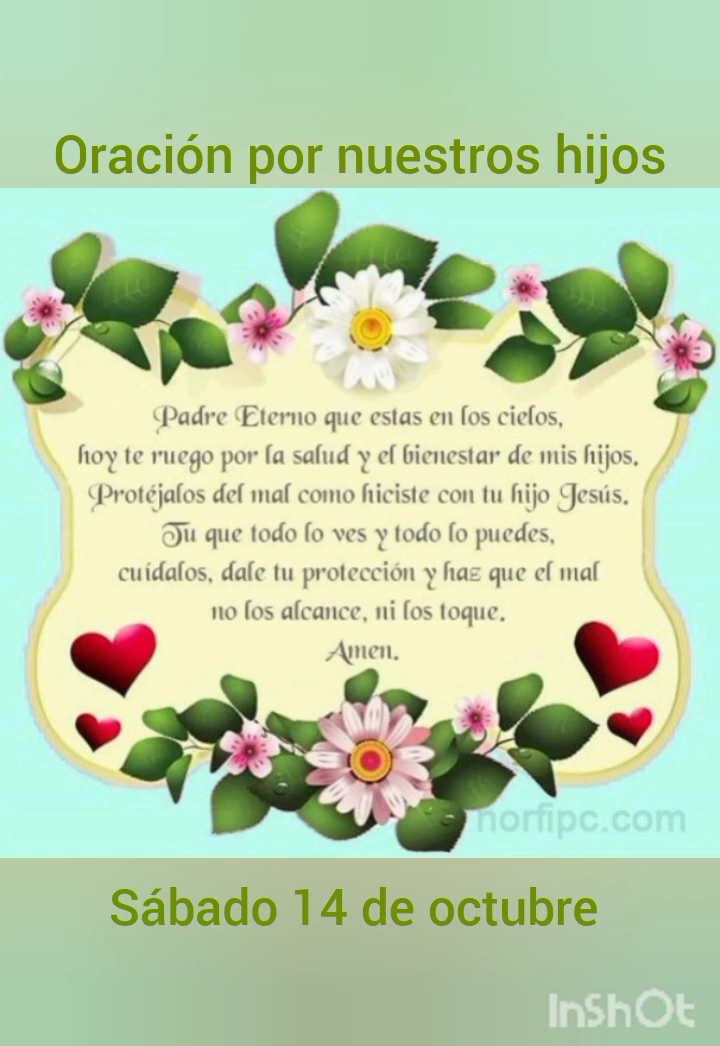 Oración por nuestros hijos
Padre Eterno que estas en los cielos,
hoy te ruego por la salud y el bienestar de mis hijos.
Protéjalos del mal como hiciste con tu hijo Jesús.
Tu que todo lo ves y todo lo puedes,
cuídalos, dale tu protección y haz que el mal
no los alcance, ni los toque.
Amen.
norfipc.com
Sábado 14 de octubre
InShOt